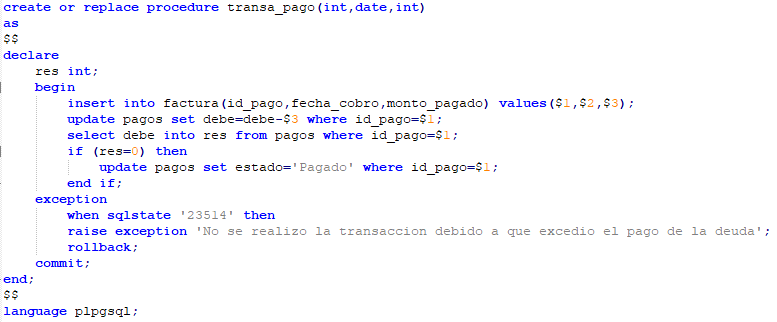 create or replace procedure transa_pago(int,date,int)
as
$$
declare
res int;
begin
insert into factura(id_pago,fecha_cobro,monto_pagado) values($1,$2,$3);
update pagos set debe=debe-$3 where id_pago=$1;
select debe into res from pagos where id_pago=$1;
if (res=0) then
update pagos set estado='Pagado' where id_pago=$1;
end if;
exception
when sqlstate '23514' then
raise exception 'No se realizo la transaccion debido a que excedio el pago de la deuda';
rollback;
commit;
end;
$$
language plpgsql;